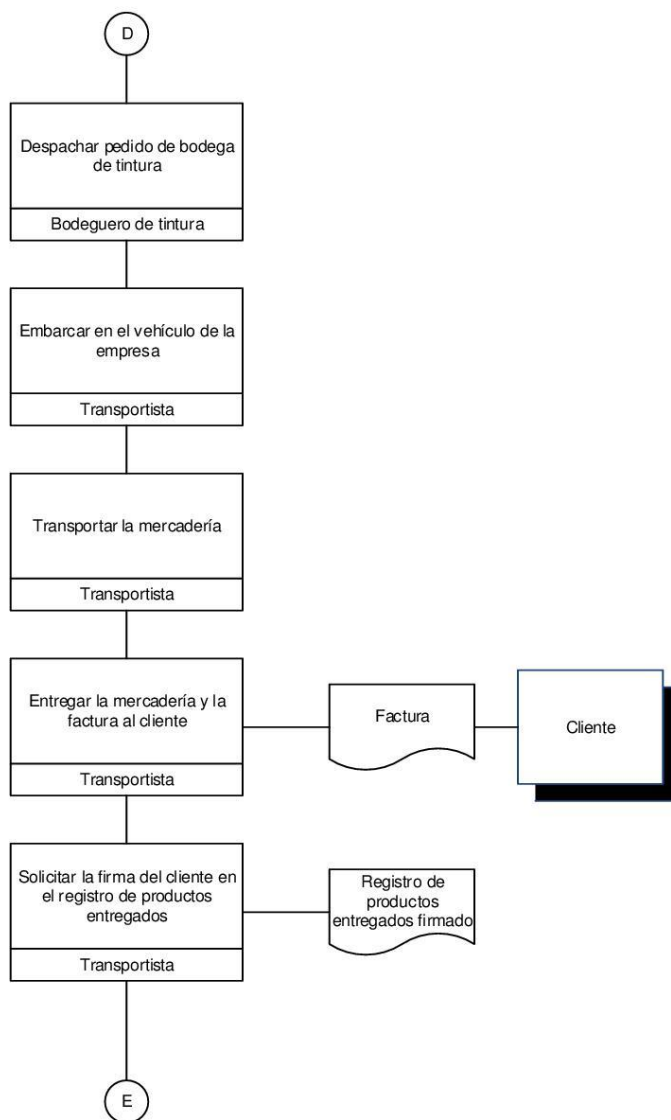 D
Despachar pedido de bodega
de tintura
Bodeguero de tintura
Embarcar en el vehículo de la
empresa
Transportista
Transportar la mercadería
Transportista
Entregar la mercadería y la
factura al cliente
Transportista
Factura
Cliente
Solicitar la firma del cliente en
el registro de productos
entregados
Transportista
Registro de
productos
entregados firmado
E